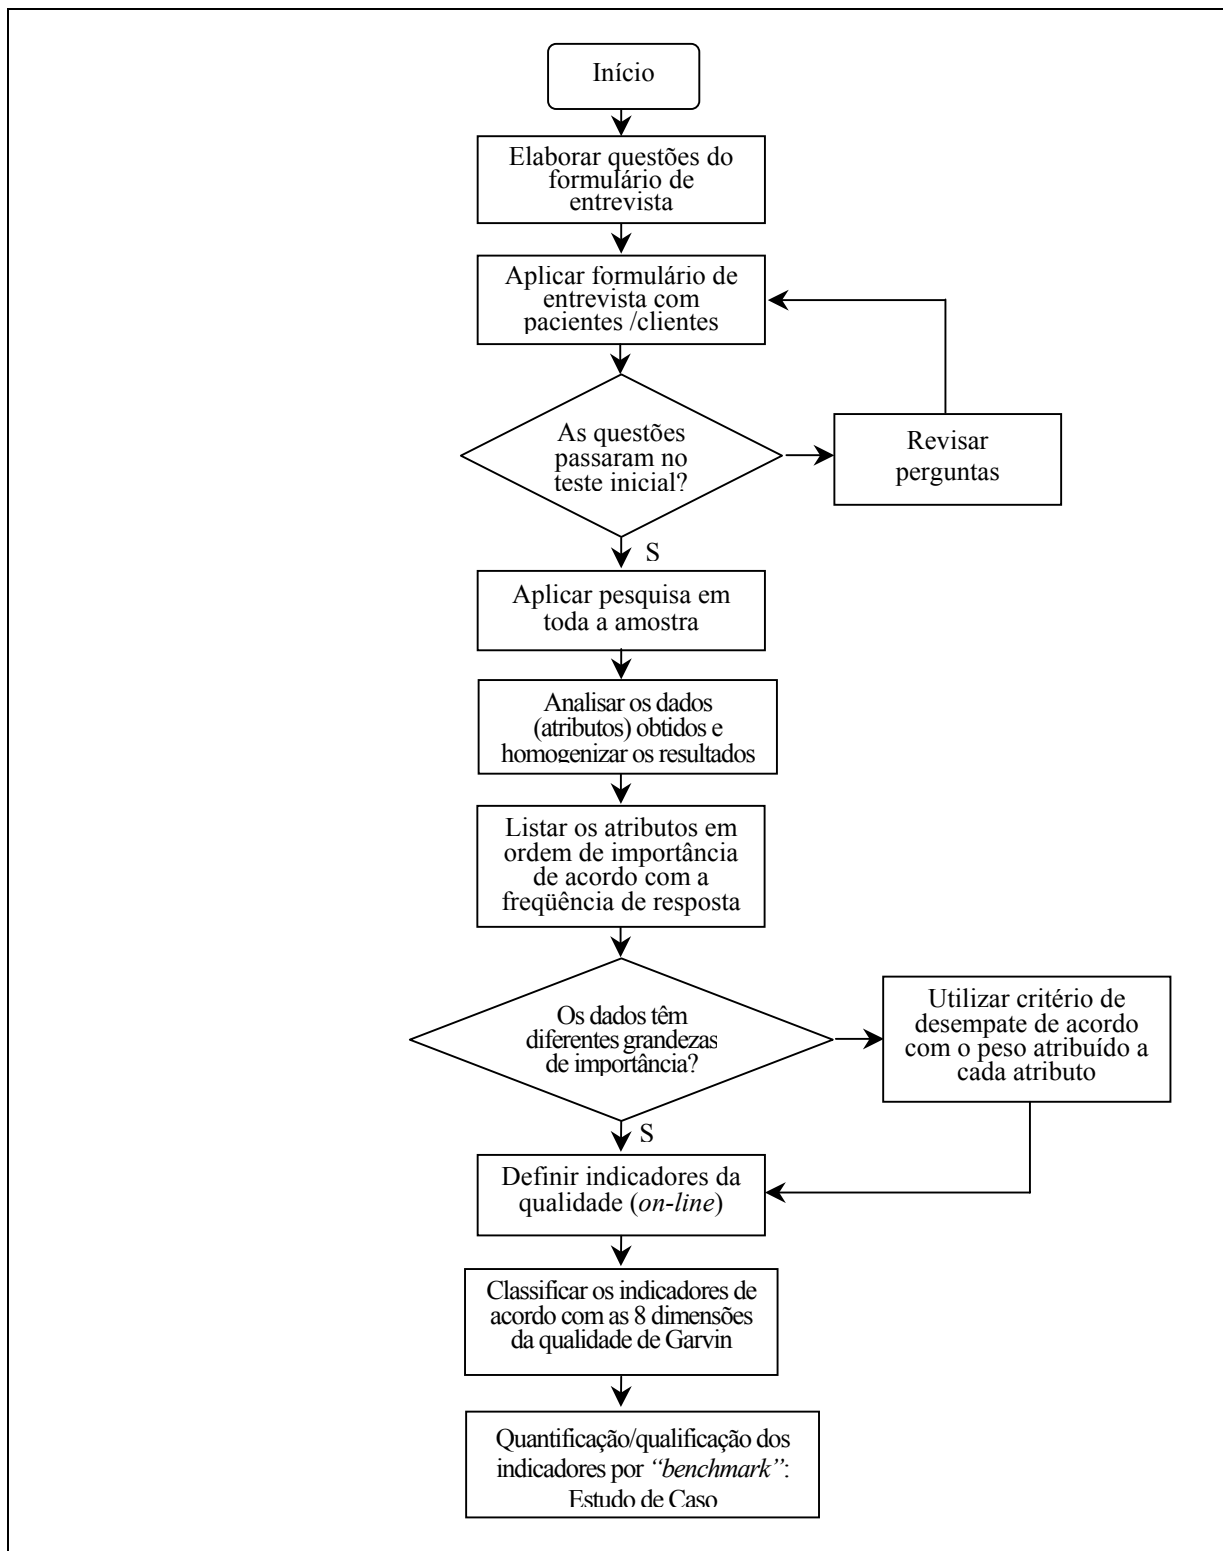 Início
Elaborar questões do
formulário de
entrevista
Aplicar formulário de
entrevista com
pacientes /clientes
As questões
passaram no
teste inicial?
Revisar
perguntas
S
Aplicar pesquisa em
toda a amostra
Analisar os dados
(atributos) obtidos e
homogenizar os resultados
Listar os atributos em
ordem de importância
de acordo com a
freqüência de resposta
Os dados têm
diferentes grandezas
de importância?
Utilizar critério de
desempate de acordo
com o peso atribuído a
cada atributo
S
Definir indicadores da
qualidade (on-line)
Classificar os indicadores de
acordo com as 8 dimensões
da qualidade de Garvin
Quantificação/qualificação dos
indicadores por “benchmark”:
Estudo de Caso